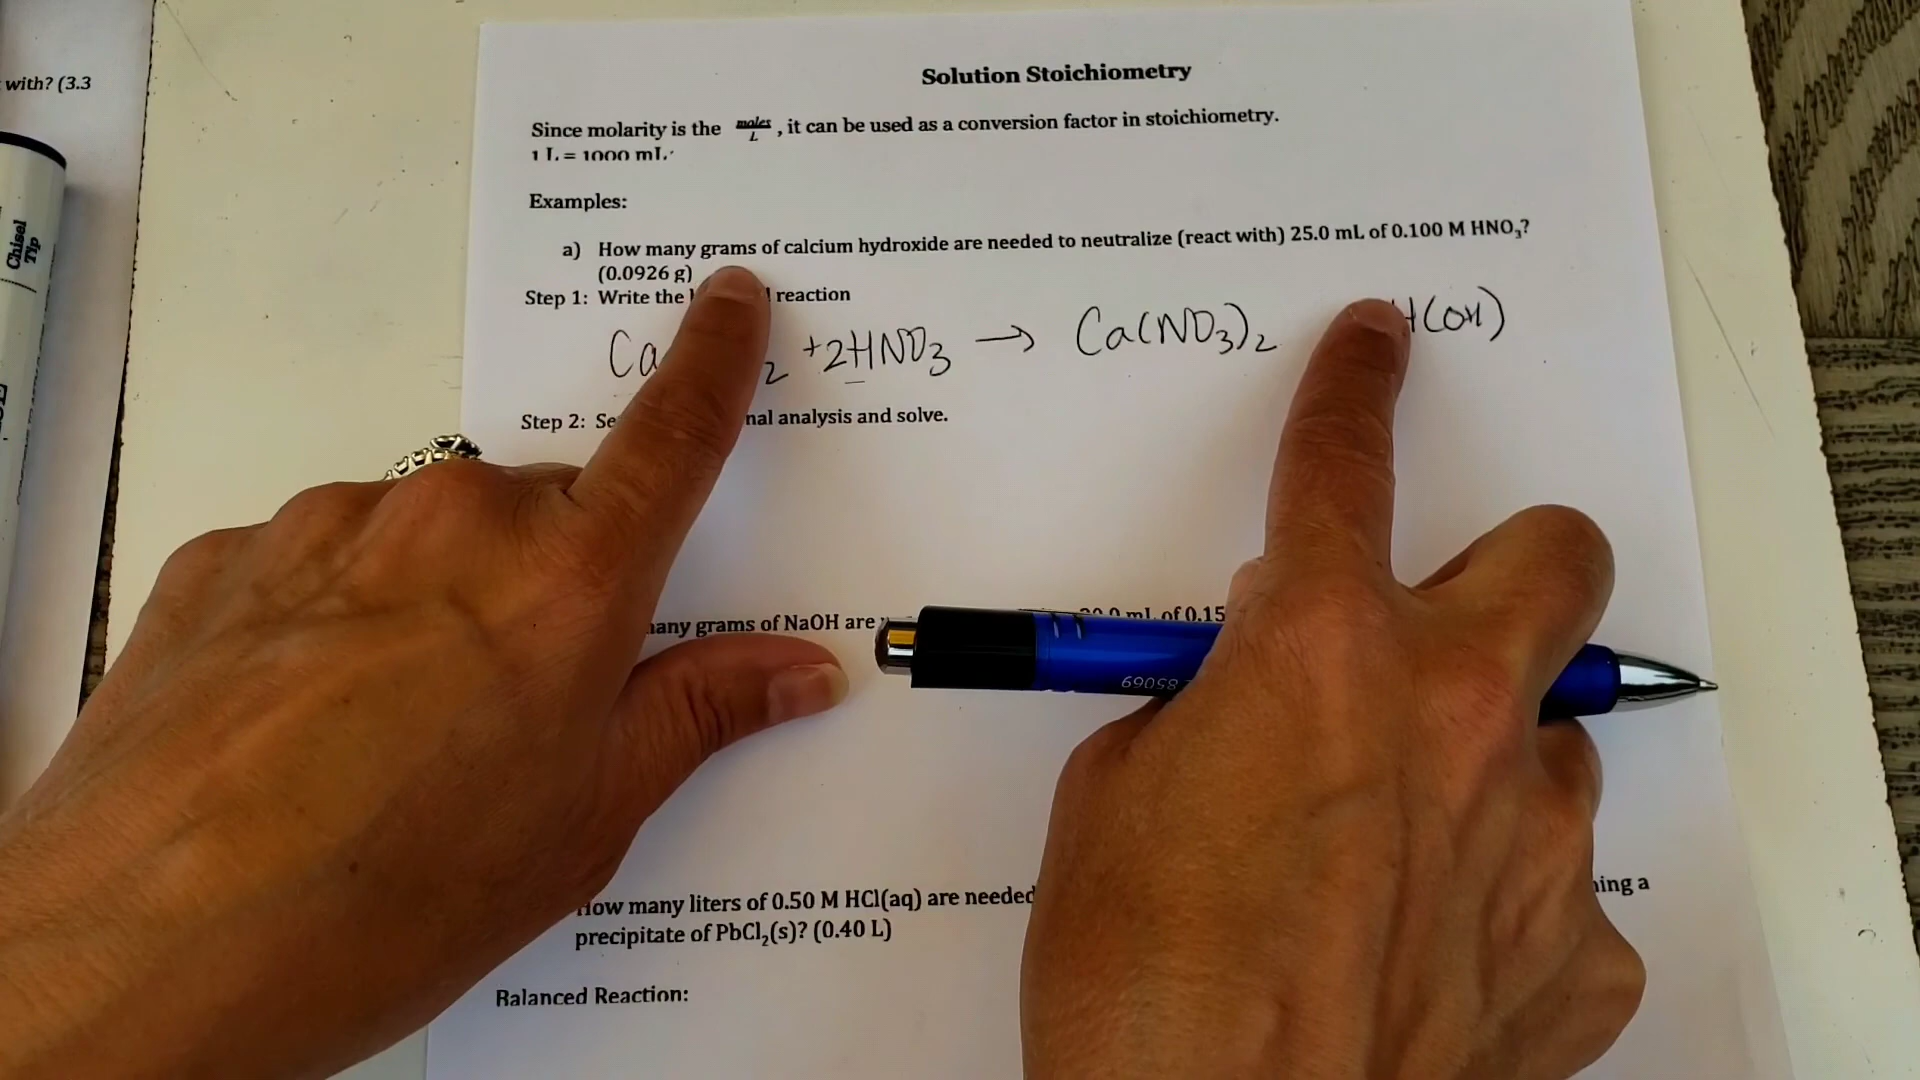 with? (3.3
Chisel
Tip
Solution Stoichiometry
Since molarity is the moles/L , it can be used as a conversion factor in stoichiometry.
1 L = 1000 mL
Examples:
a) How many grams of calcium hydroxide are needed to neutralize (react with) 25.0 mL of 0.100 M HNO₃?
(0.0926 g)
Step 1: Write the reaction
Ca ₂ +2HNO₃ → Ca(NO₃)₂ H(OH)
Step 2: analysis and solve.
grams of NaOH are mL of 0.15
69058
How many liters of 0.50 M HCl(aq) are needed a
precipitate of PbCl₂(s)? (0.40 L)
Balanced Reaction: